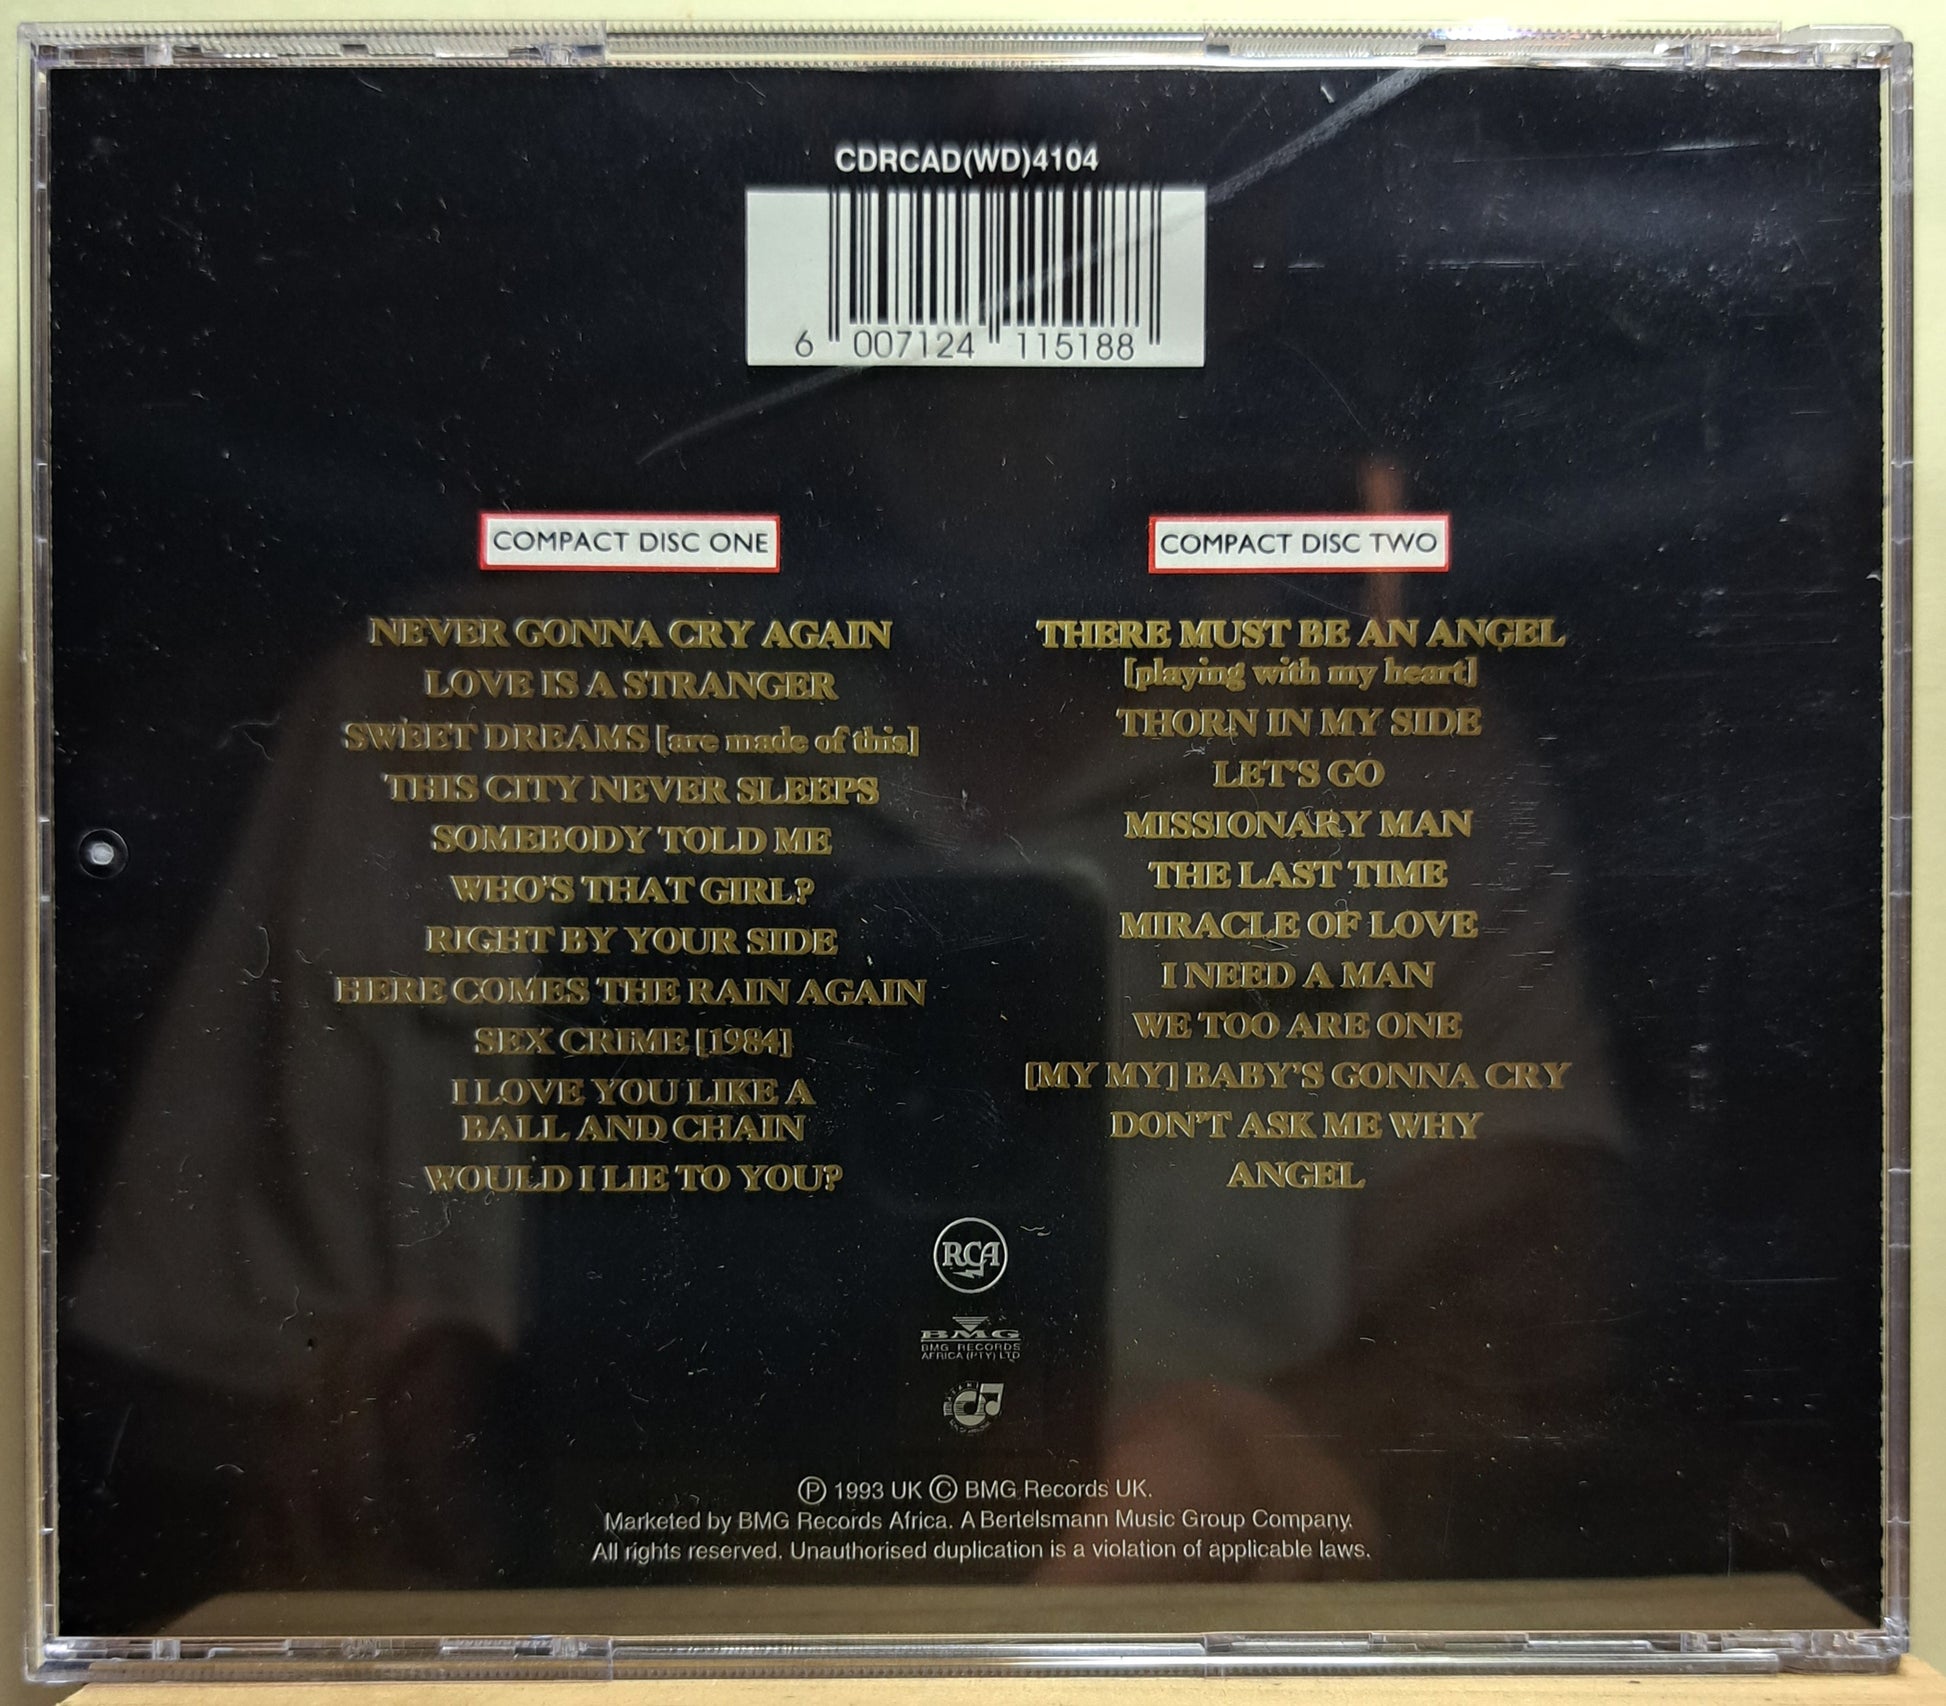 CDRCAD(WD)4104
6 007124 115188
COMPACT DISC ONE
NEVER GONNA CRY AGAIN
LOVE IS A STRANGER
SWEET DREAMS [are made of this]
THIS CITY NEVER SLEEPS
SOMEBODY TOLD ME
WHO'S THAT GIRL?
RIGHT BY YOUR SIDE
HERE COMES THE RAIN AGAIN
SEX CRIME [1984]
I LOVE YOU LIKE A
BALL AND CHAIN
WOULD I LIE TO YOU?
COMPACT DISC TWO
THERE MUST BE AN ANGEL
[playing with my heart]
THORN IN MY SIDE
LET'S GO
MISSIONARY MAN
THE LAST TIME
MIRACLE OF LOVE
I NEED A MAN
WE TOO ARE ONE
[MY MY] BABY'S GONNA CRY
DON'T ASK ME WHY
ANGEL
RCA
BMG
BMG RECORDS
AFRICA (PTY) LTD
Ⓟ 1993 UK © BMG Records UK.
Marketed by BMG Records Africa. A Bertelsmann Music Group Company.
All rights reserved. Unauthorised duplication is a violation of applicable laws.